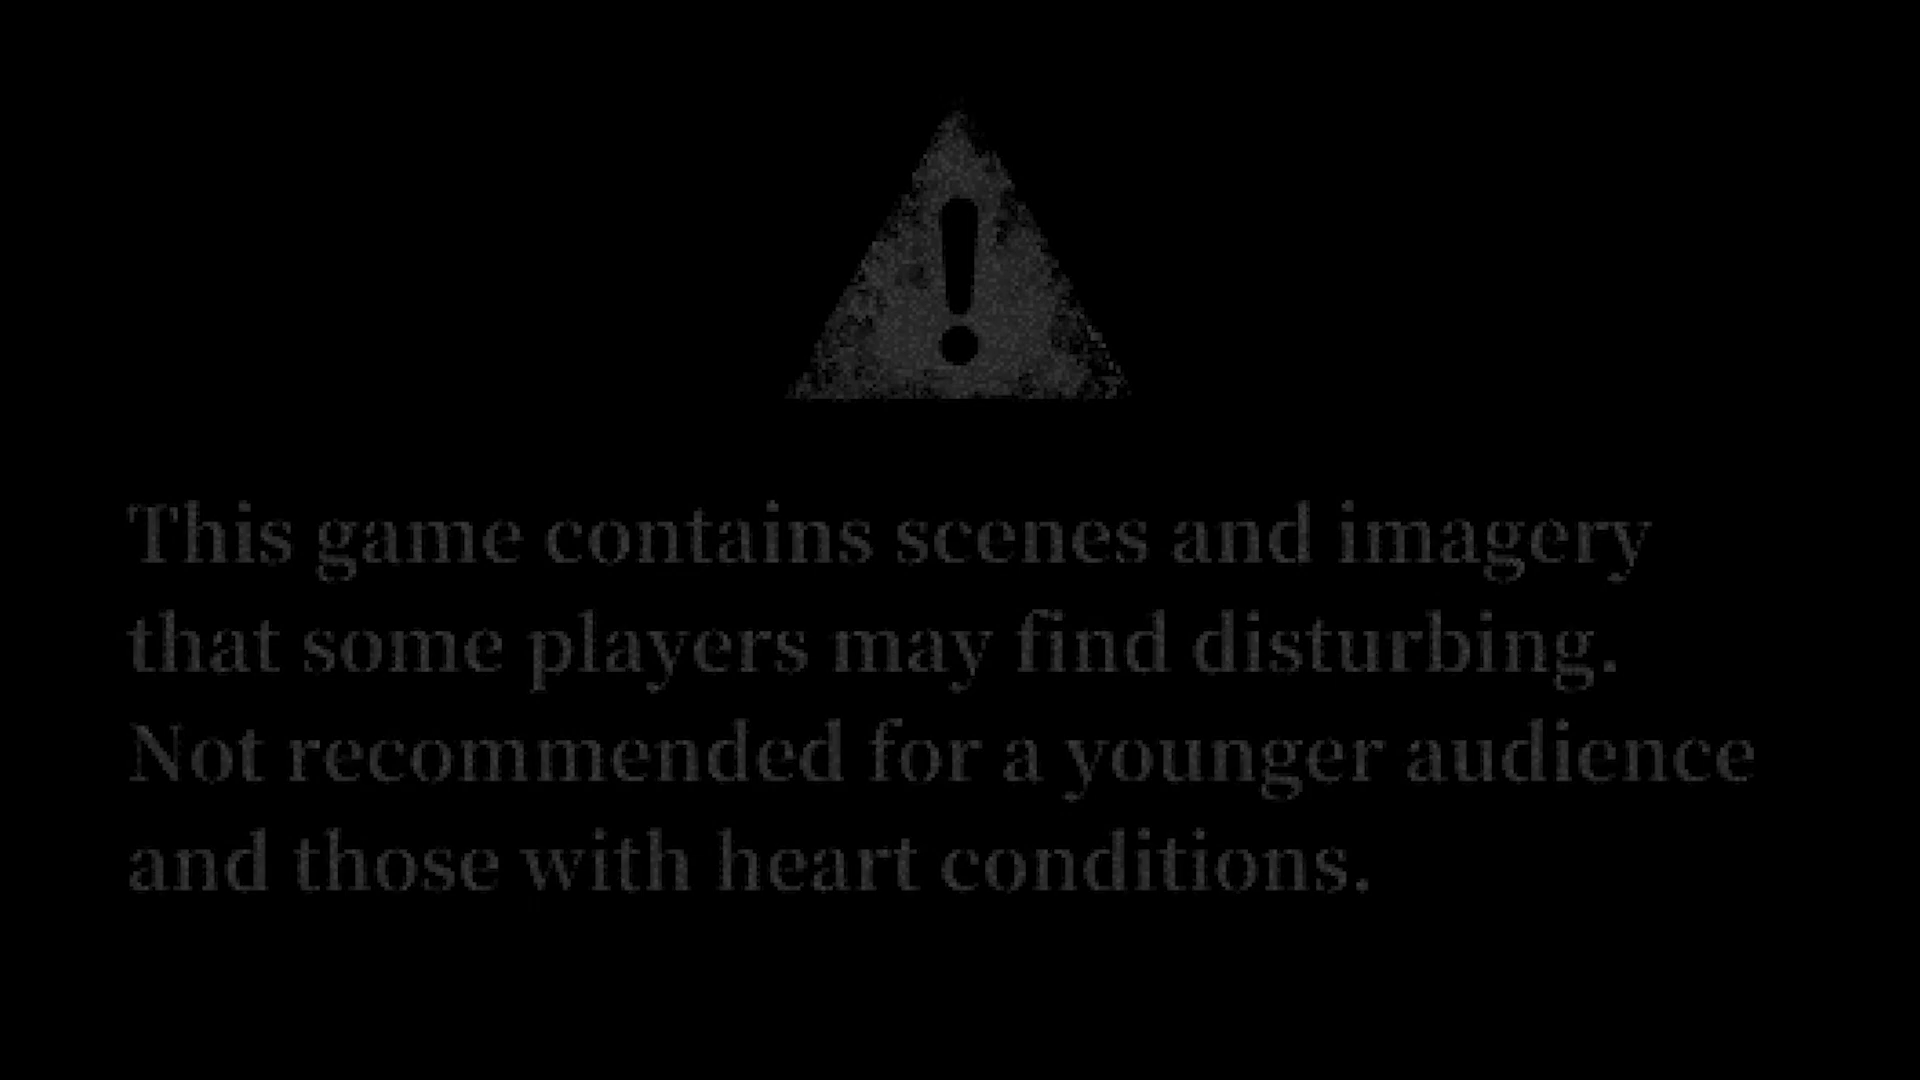 This game contains scenes and imagery
that some players may find disturbing.
Not recommended for a younger audience
and those with heart conditions.